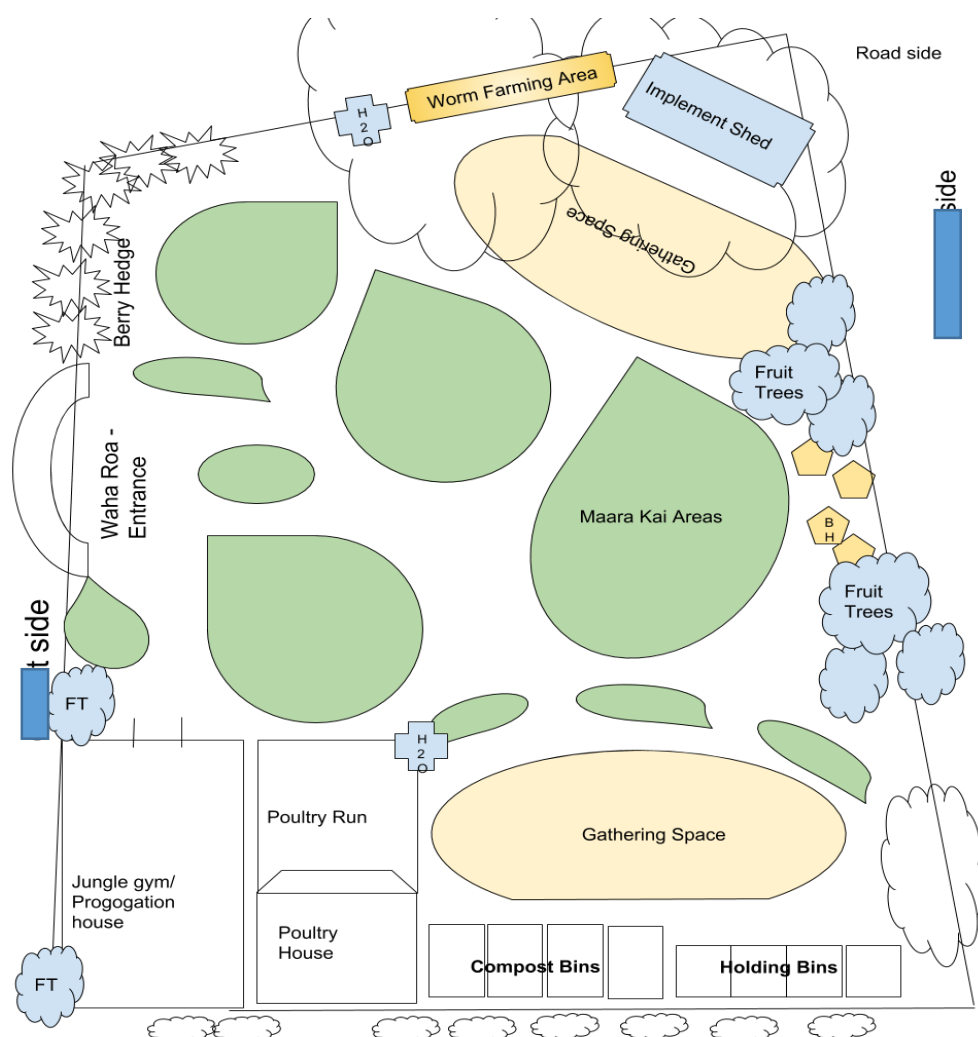 Road side
Worm Farming Area
Implement Shed
H
2
O
side
Gathering Space
Berry Hedge
Fruit
Trees
Waha Roa -
Entrance
Maara Kai Areas
B
H
Fruit
Trees
t side
FT
H
2
O
Poultry Run
Gathering Space
Jungle gym/
Progogation
house
Poultry
House
Compost Bins
Holding Bins
FT